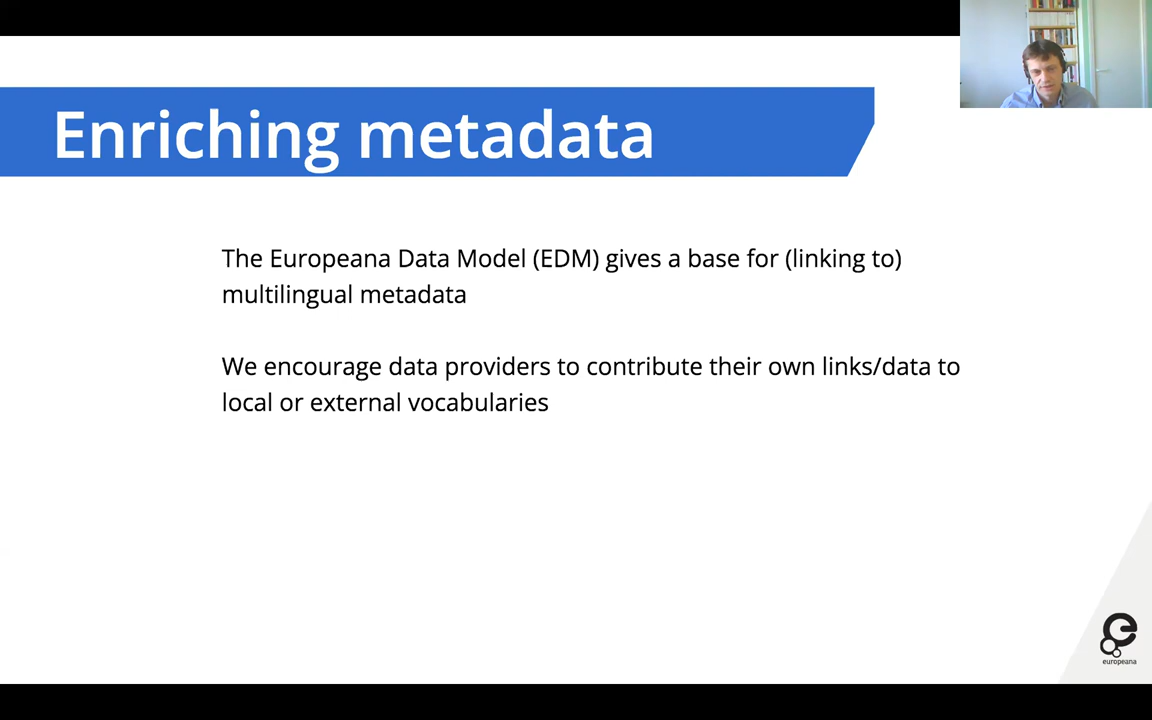 Enriching metadata
The Europeana Data Model (EDM) gives a base for (linking to)
multilingual metadata
We encourage data providers to contribute their own links/data to
local or external vocabularies
europeana